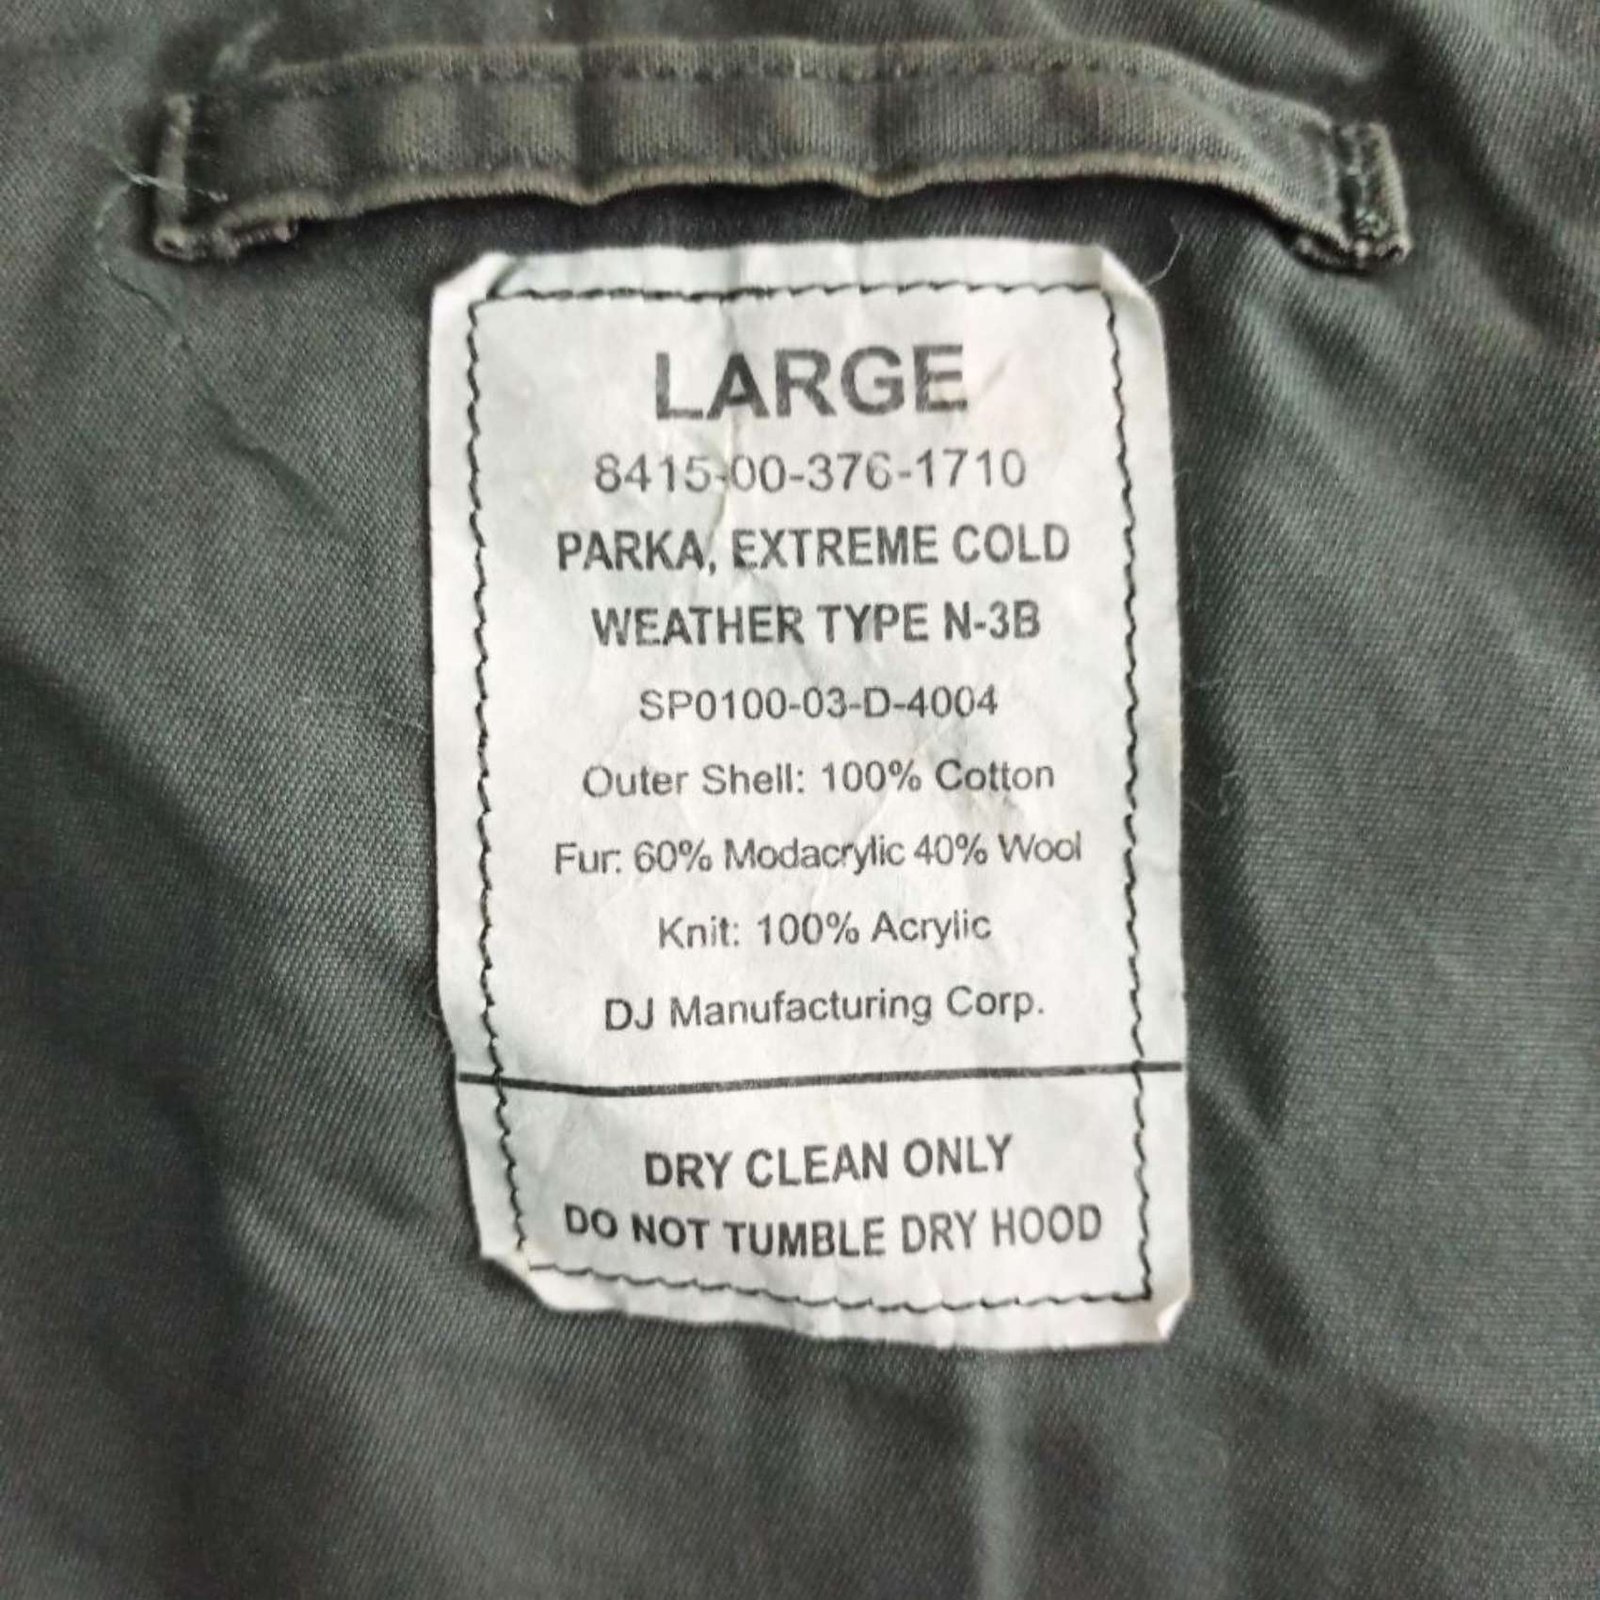 LARGE
8415-00-376-1710
PARKA, EXTREME COLD
WEATHER TYPE N-3B
SP0100-03-D-4004
Outer Shell: 100% Cotton
Fur: 60% Modacrylic 40% Wool
Knit: 100% Acrylic
DJ Manufacturing Corp.
DRY CLEAN ONLY
DO NOT TUMBLE DRY HOOD